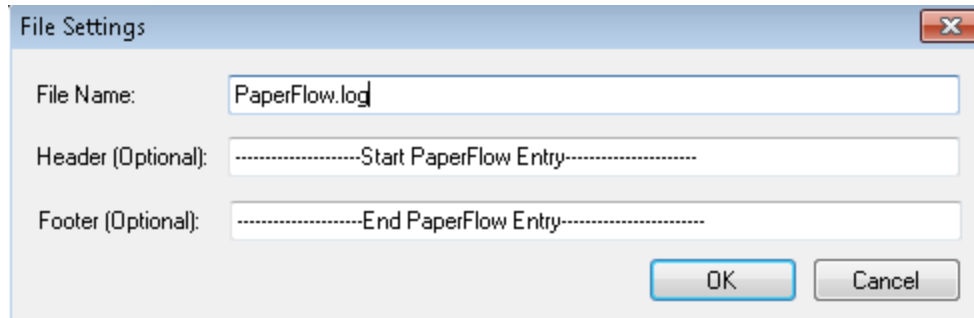 File Settings
File Name: PaperFlow.log
Header (Optional): ---------------------Start PaperFlow Entry----------------------
Footer (Optional): ---------------------End PaperFlow Entry------------------------
OK Cancel